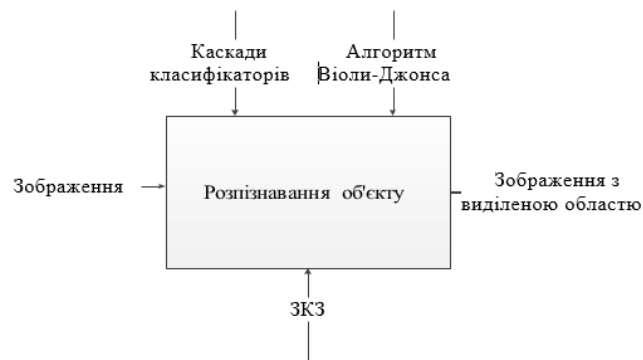 Каскади
класифікаторів
Алгоритм
Віоли-Джонса
Зображення
Розпізнавання об'єкту
Зображення з
виділеною областю
ЗКЗ